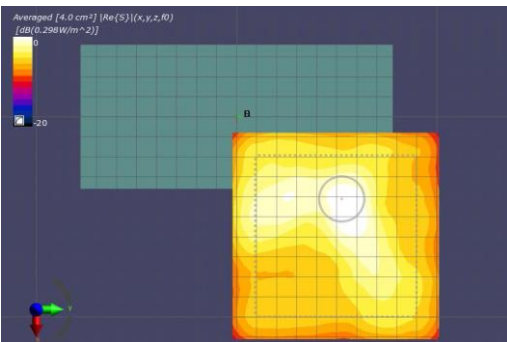 Averaged [4.0 cm²] |Re{S}|(x,y,z,f0)
[dB(0.298W/m^2)]
0
-20